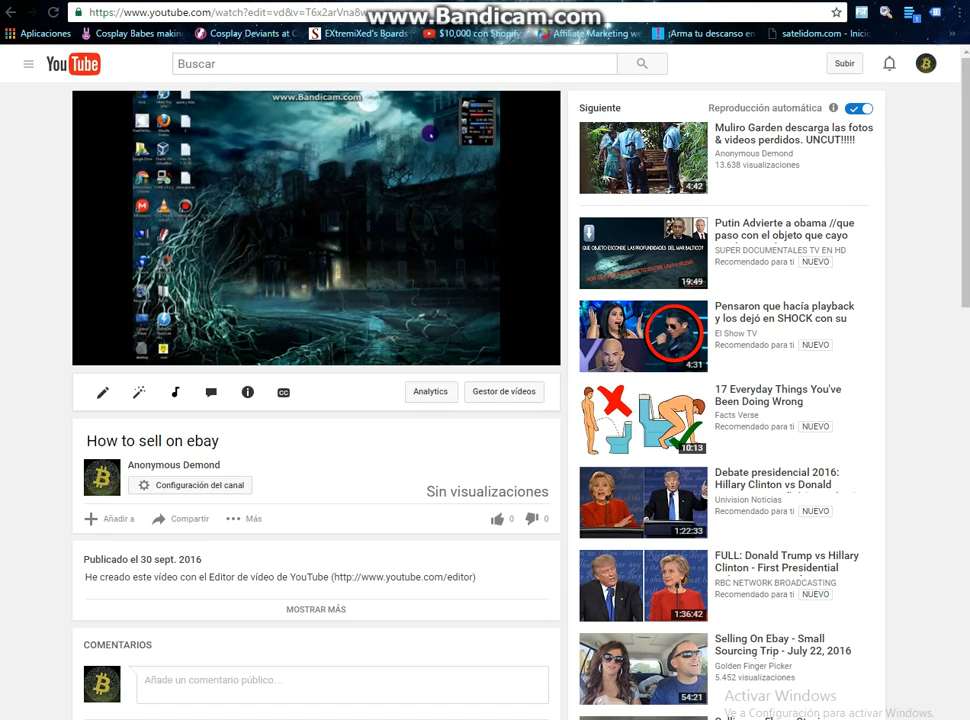 https://www.youtube.com/watch?edit=vd&v=T6x2arVna8
www.Bandicam.com
Aplicaciones
Cosplay Babes makin
Cosplay Deviants at C
EXtremiXed's Boards
$10,000 con Shopify
Affiliate Marketing w
¡Arma tu descanso en
satelidom.com - Inici
YouTube
Buscar
Subir
www.Bandicam.com
Analytics
Gestor de vídeos
How to sell on ebay
Anonymous Demond
Configuración del canal
Sin visualizaciones
Añadir a
Compartir
Más
0
0
Publicado el 30 sept. 2016
He creado este vídeo con el Editor de vídeo de YouTube (http://www.youtube.com/editor)
MOSTRAR MÁS
COMENTARIOS
Añade un comentario público...
Siguiente
Reproducción automática
Muliro Garden descarga las fotos
& videos perdidos. UNCUT!!!!!
Anonymous Demond
13.638 visualizaciones
4:42
Putin Advierte a obama //que
paso con el objeto que cayo
SUPER DOCUMENTALES TV EN HD
Recomendado para ti NUEVO
QUE OBJETO ESCONDE LAS PROFUNDIDADES DEL MAR BALTICO?
19:49
Pensaron que hacía playback
y los dejó en SHOCK con su
El Show TV
Recomendado para ti NUEVO
4:31
17 Everyday Things You've
Been Doing Wrong
Facts Verse
Recomendado para ti NUEVO
10:13
Debate presidencial 2016:
Hillary Clinton vs Donald
Univision Noticias
Recomendado para ti NUEVO
1:22:33
FULL: Donald Trump vs Hillary
Clinton - First Presidential
RBC NETWORK BROADCASTING
Recomendado para ti NUEVO
1:36:42
Selling On Ebay - Small
Sourcing Trip - July 22, 2016
Golden Finger Picker
5.452 visualizaciones
54:21
Activar Windows
Ve a Configuración para activar Windows.